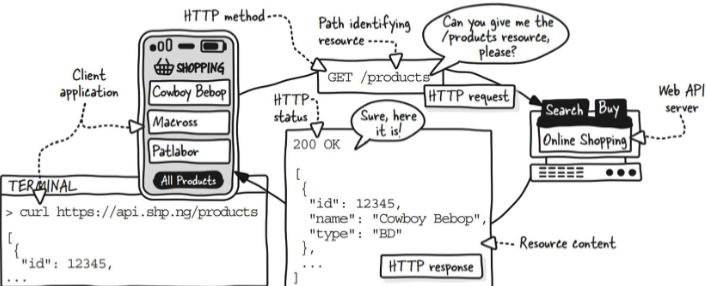 HTTP method
Path identifying
resource
Can you give me the
/products resource,
please?
GET /products
HTTP request
Client
application
SHOPPING
Cowboy Bebop
Macross
Patlabor
All Products
HTTP
status
Sure, here
it is!
Web API
server
Search
Buy
Online Shopping
200 OK
[
{
"id": 12345,
"name": "Cowboy Bebop",
"type": "BD"
},
...
]
HTTP response
Resource content
TERMINAL
> curl https://api.shp.ng/products
[
{
"id": 12345,
...